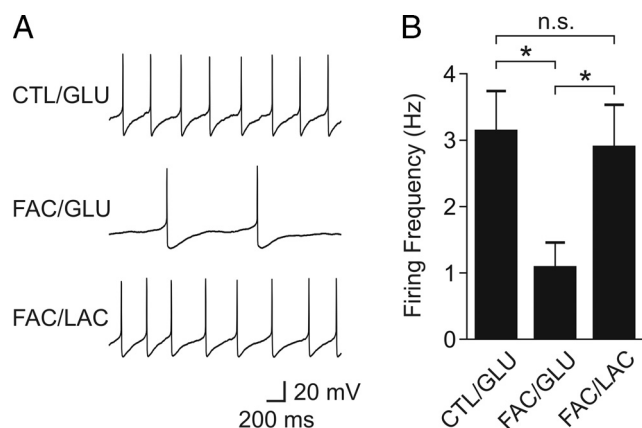 A
CTL/GLU
FAC/GLU
FAC/LAC
20 mV
200 ms
B
n.s.
*
*
Firing Frequency (Hz)
4
3
2
1
0
CTL/GLU
FAC/GLU
FAC/LAC